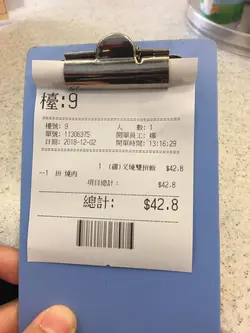 檯:9
檯號: 9 人 數: 1
單號: 11306375 開單員工: 娜
日期: 2018-12-02 開單時間: 13:16:29
1 (鐵)叉燒雙拼飯 $42.8
--1 拼 燒肉
項目總計: $42.8
總計: $42.8